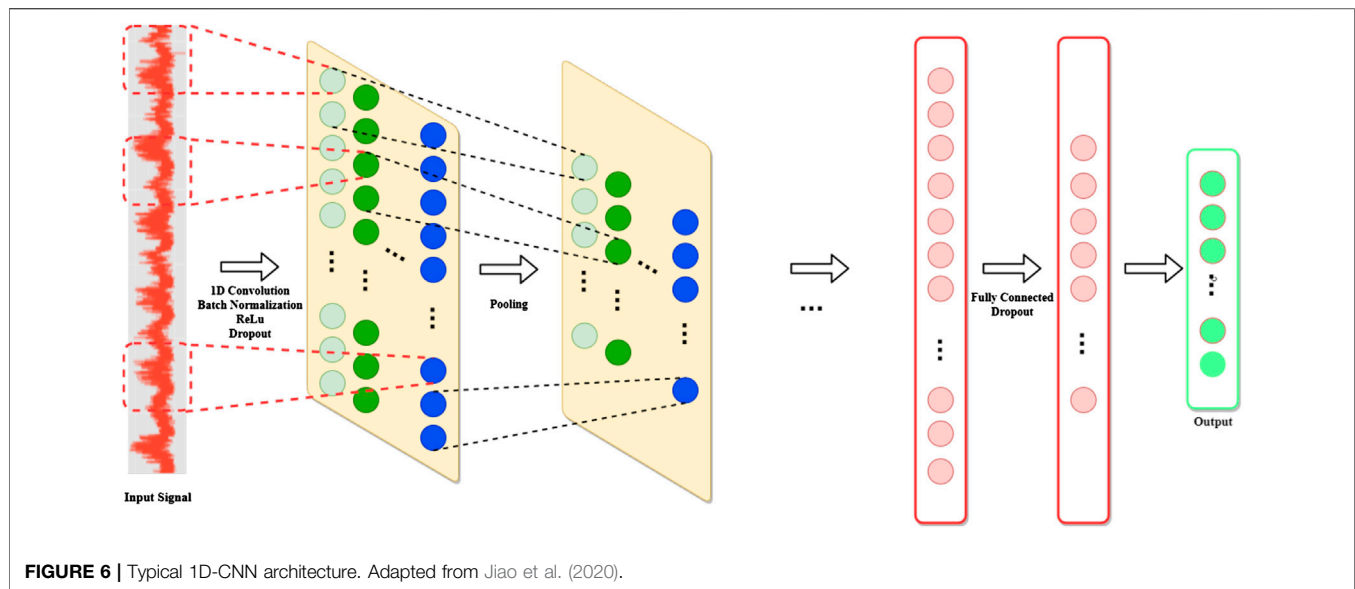 1D Convolution
Batch Normalization
ReLu
Dropout
Pooling
Fully Connected
Dropout
Output
Input Signal
FIGURE 6 | Typical 1D-CNN architecture. Adapted from Jiao et al. (2020).